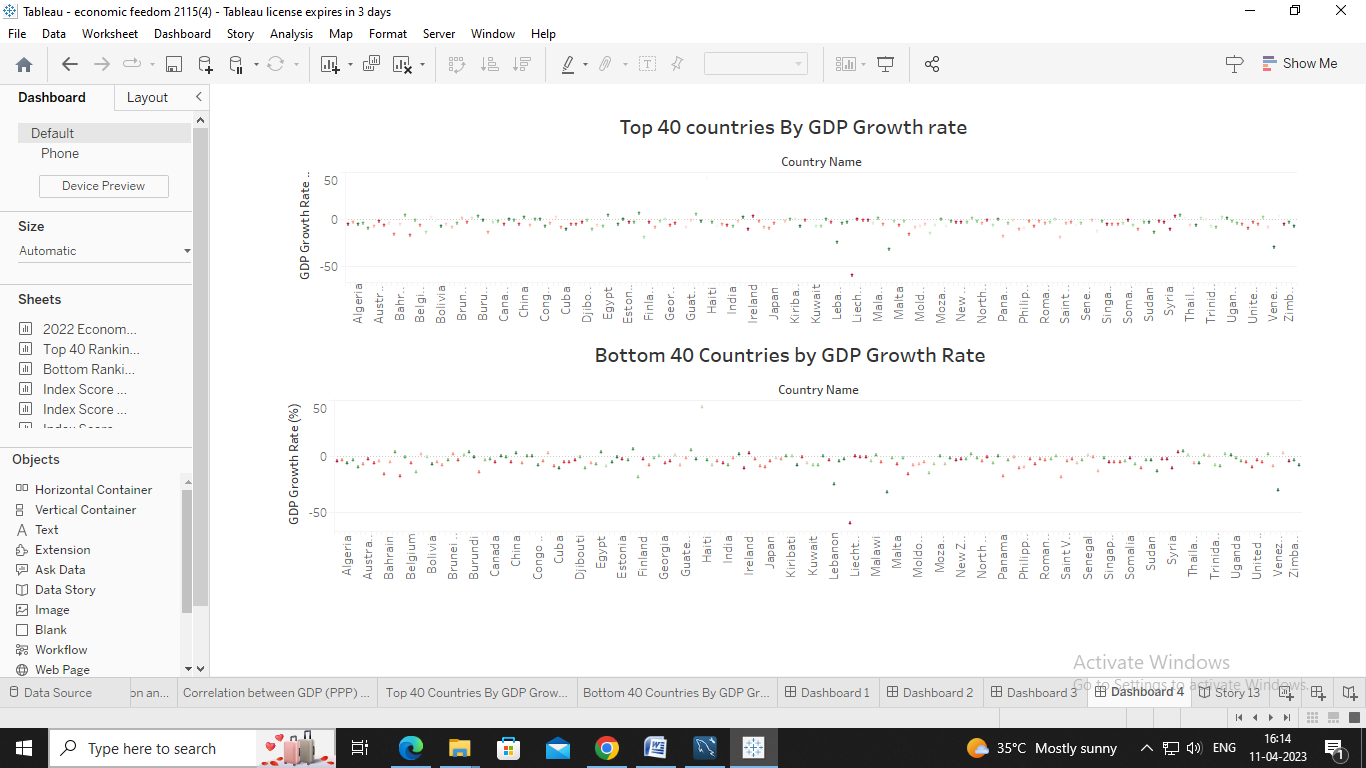 Tableau - economic feedom 2115(4) - Tableau license expires in 3 days
File Data Worksheet Dashboard Story Analysis Map Format Server Window Help
Show Me
Dashboard Layout
Default
Phone
Device Preview
Size
Automatic
Sheets
2022 Econom...
Top 40 Rankin...
Bottom Ranki...
Index Score ...
Index Score ...
Objects
Horizontal Container
Vertical Container
Text
Extension
Ask Data
Data Story
Image
Blank
Workflow
Web Page
Top 40 countries By GDP Growth rate
Country Name
GDP Growth Rate ..
50
0
-50
Algeria Austr.. Bahr.. Belgi.. Bolivia Brun.. Buru.. Cana.. China Cong.. Cuba Djibo.. Egypt Eston.. Finla.. Geor.. Guat.. Haiti India Ireland Japan Kiriba.. Kuwait Leba.. Liech.. Mala.. Malta Mold.. Moza.. New .. North.. Pana.. Philip.. Roma.. Saint .. Sene.. Singa.. Soma.. Sudan Syria Thail.. Trinid.. Ugan.. Unite.. Vene.. Zimb..
Bottom 40 Countries by GDP Growth Rate
Country Name
GDP Growth Rate (%)
50
0
-50
Algeria Austra.. Bahrain Belgium Bolivia Brunei .. Burundi Canada China Congo .. Cuba Djibouti Egypt Estonia Finland Georgia Guate.. Haiti India Ireland Japan Kiribati Kuwait Lebanon Liecht.. Malawi Malta Moldo.. Moza.. New Z.. North .. Panama Philipp.. Roman.. Saint V.. Senegal Singap.. Somalia Sudan Syria Thaila.. Trinida.. Uganda United .. Venez.. Zimba..
Activate Windows
Go to Settings to activate Windows.
Data Source on an... Correlation between GDP (PPP) ... Top 40 Countries By GDP Grow... Bottom 40 Countries By GDP Gr... Dashboard 1 Dashboard 2 Dashboard 3 Dashboard 4 Story 13
Type here to search
35°C Mostly sunny
ENG
16:14
11-04-2023
1